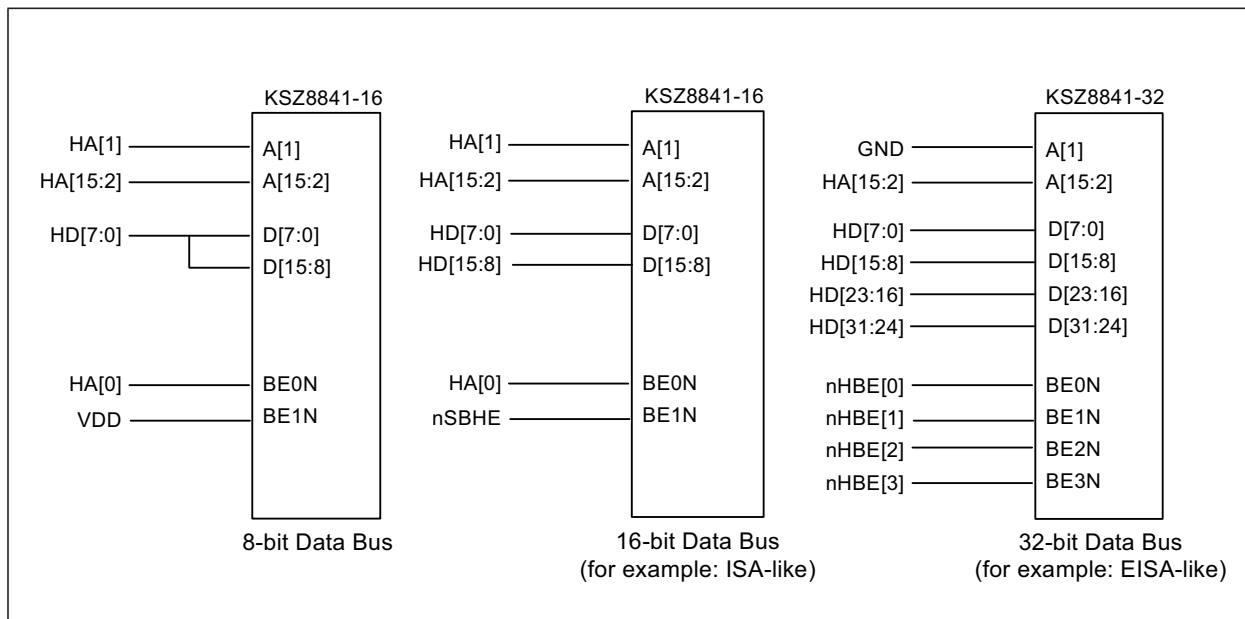 KSZ8841-16
HA[1]
A[1]
HA[15:2]
A[15:2]
HD[7:0]
D[7:0]
D[15:8]
HA[0]
BE0N
VDD
BE1N
8-bit Data Bus
KSZ8841-16
HA[1]
A[1]
HA[15:2]
A[15:2]
HD[7:0]
D[7:0]
HD[15:8]
D[15:8]
HA[0]
BE0N
nSBHE
BE1N
16-bit Data Bus
(for example: ISA-like)
KSZ8841-32
GND
A[1]
HA[15:2]
A[15:2]
HD[7:0]
D[7:0]
HD[15:8]
D[15:8]
HD[23:16]
D[23:16]
HD[31:24]
D[31:24]
nHBE[0]
BE0N
nHBE[1]
BE1N
nHBE[2]
BE2N
nHBE[3]
BE3N
32-bit Data Bus
(for example: EISA-like)